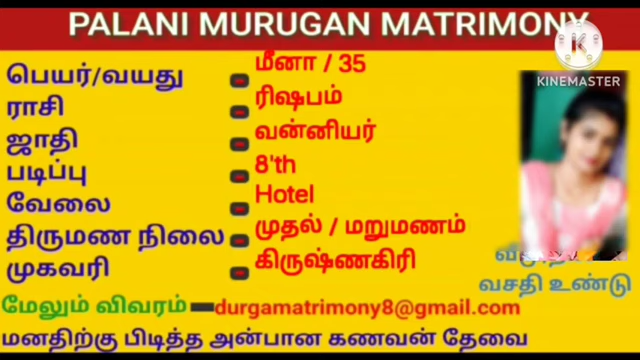 PALANI MURUGAN MATRIMONY
KINEMASTER
பெயர்/வயது - மீனா / 35
ராசி - ரிஷபம்
ஜாதி - வன்னியர்
படிப்பு - 8'th
வேலை - Hotel
திருமண நிலை - முதல் / மறுமணம்
முகவரி - கிருஷ்ணகிரி
வசதி உண்டு
மேலும் விவரம் - durgamatrimony8@gmail.com
மனதிற்கு பிடித்த அன்பான கணவன் தேவை